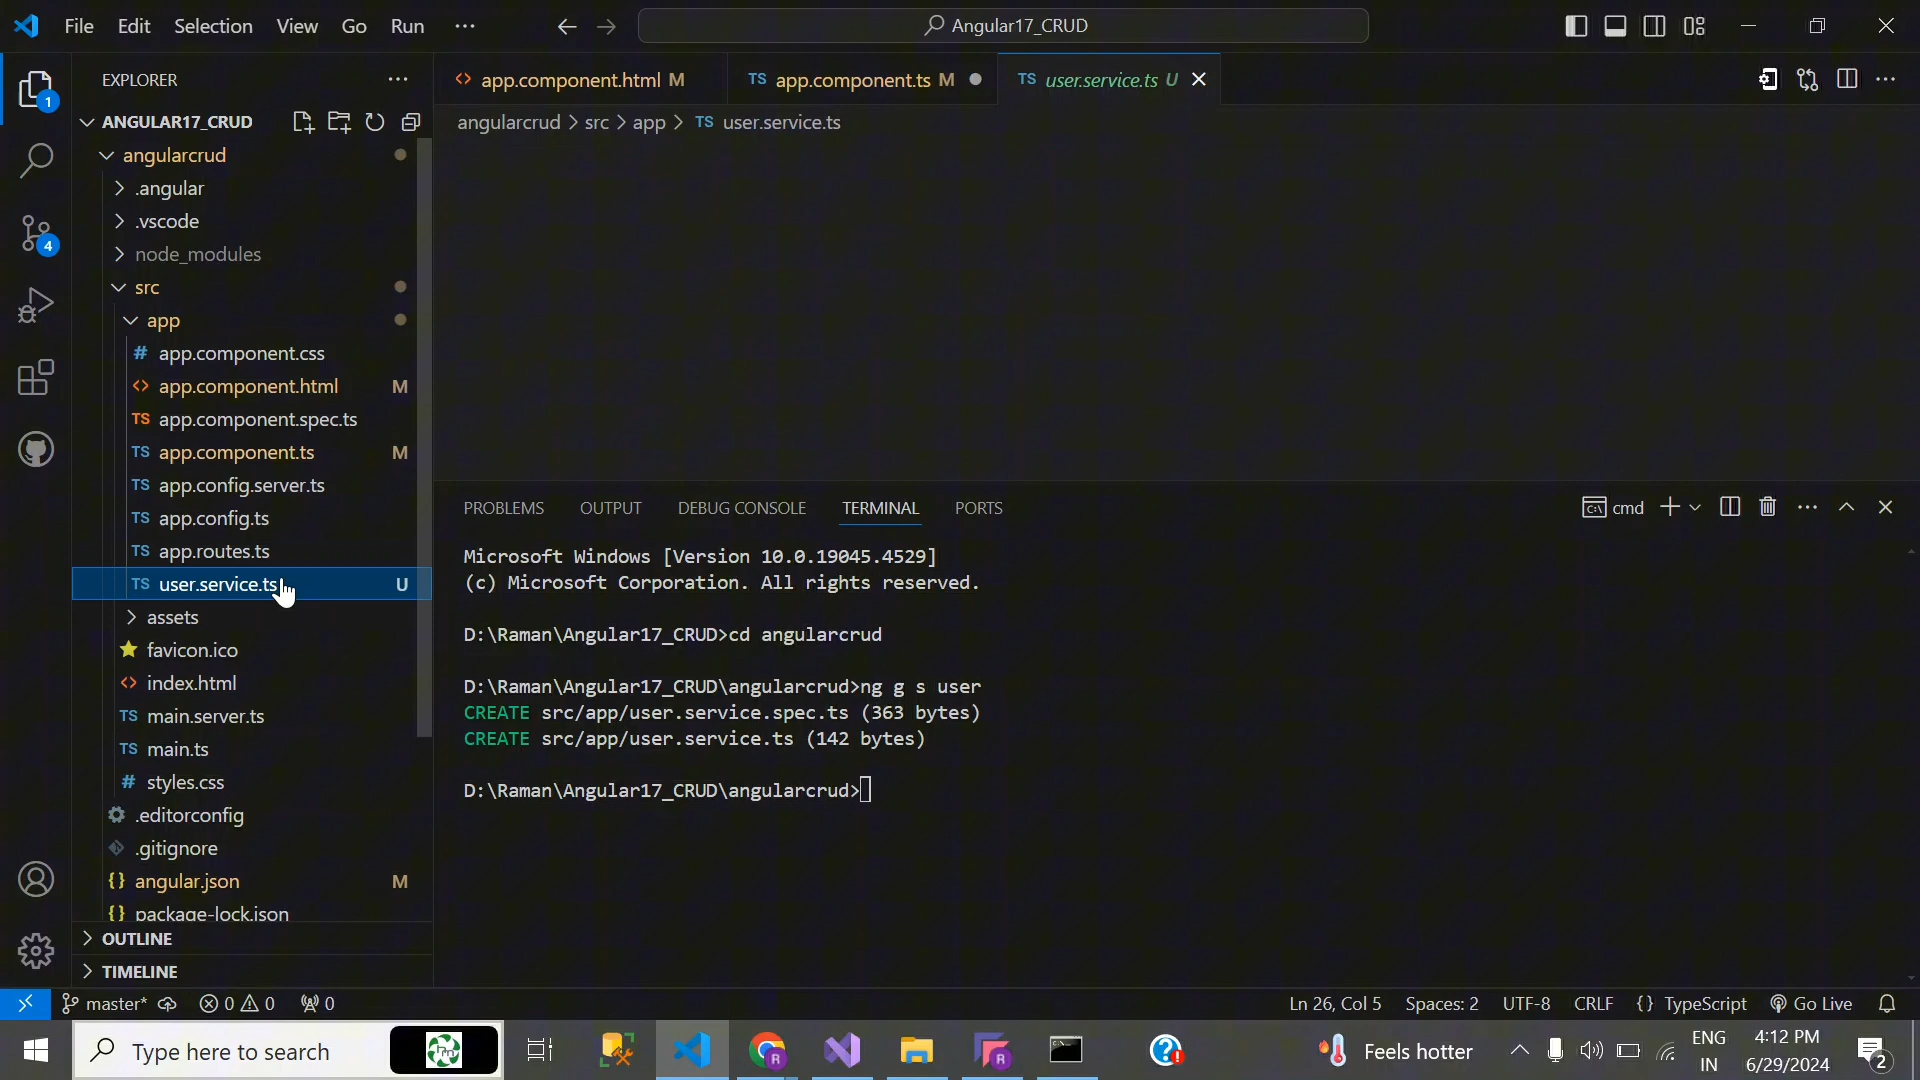 File Edit Selection View Go Run ···
Angular17_CRUD
EXPLORER
ANGULAR17_CRUD
angularcrud
.angular
.vscode
node_modules
src
app
# app.component.css
<> app.component.html M
TS app.component.spec.ts
TS app.component.ts M
TS app.config.server.ts
TS app.config.ts
TS app.routes.ts
TS user.service.ts U
assets
favicon.ico
<> index.html
TS main.server.ts
TS main.ts
# styles.css
.editorconfig
.gitignore
{} angular.json M
{} package-lock.json
OUTLINE
TIMELINE
1
4
<> app.component.html M
TS app.component.ts M
TS user.service.ts U
angularcrud > src > app > TS user.service.ts
PROBLEMS OUTPUT DEBUG CONSOLE TERMINAL PORTS
cmd
Microsoft Windows [Version 10.0.19045.4529]
(c) Microsoft Corporation. All rights reserved.
D:\Raman\Angular17_CRUD>cd angularcrud
D:\Raman\Angular17_CRUD\angularcrud>ng g s user
CREATE src/app/user.service.spec.ts (363 bytes)
CREATE src/app/user.service.ts (142 bytes)
D:\Raman\Angular17_CRUD\angularcrud>
master* 0 0 0
Ln 26, Col 5 Spaces: 2 UTF-8 CRLF {} TypeScript Go Live
Type here to search
Feels hotter
ENG
IN
4:12 PM
6/29/2024
2